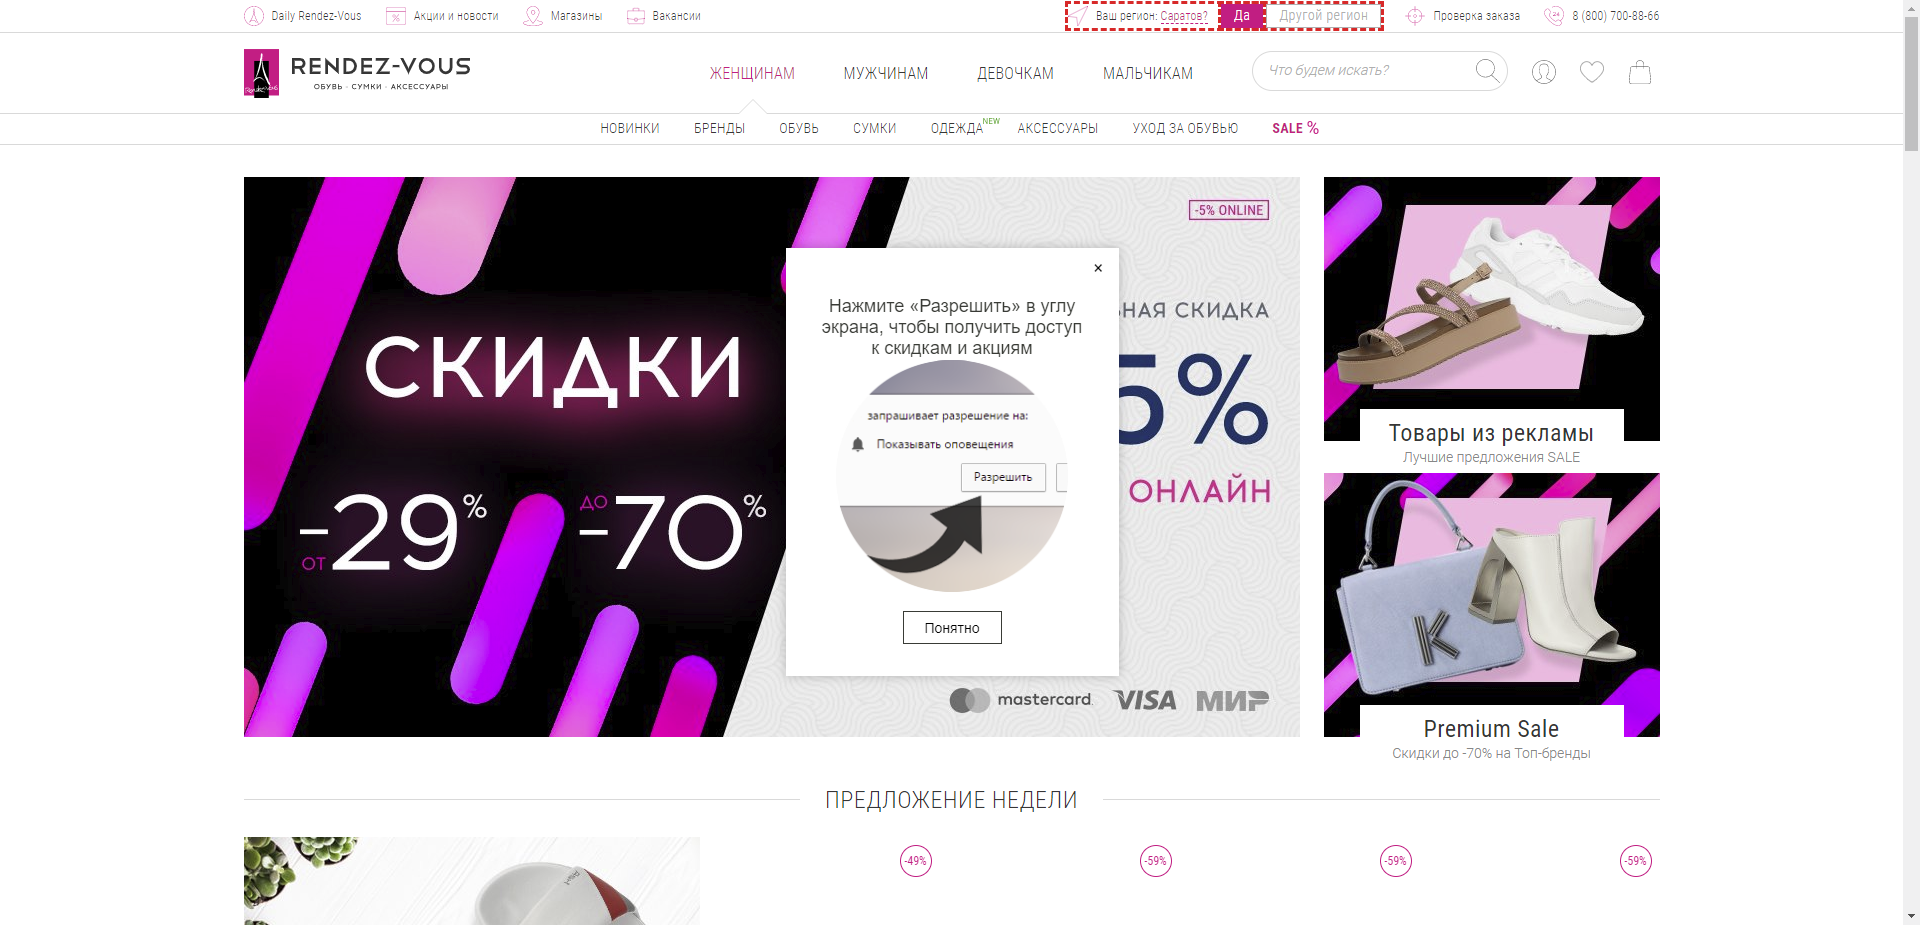 Daily Rendez-Vous
Акции и новости
Магазины
Вакансии
Ваш регион: Саратов?
Да
Другой регион
Проверка заказа
8 (800) 700-88-66
RENDEZ-VOUS
ОБУВЬ · СУМКИ · АКСЕССУАРЫ
ЖЕНЩИНАМ
МУЖЧИНАМ
ДЕВОЧКАМ
МАЛЬЧИКАМ
Что будем искать?
НОВИНКИ
БРЕНДЫ
ОБУВЬ
СУМКИ
ОДЕЖДА NEW
АКСЕССУАРЫ
УХОД ЗА ОБУВЬЮ
SALE %
СКИДКИ
ОТ -29%
ДО -70%
-5% ONLINE
НАЯ СКИДКА
5%
ОНЛАЙН
mastercard.
VISA
МИР
×
Нажмите «Разрешить» в углу
экрана, чтобы получить доступ
к скидкам и акциям
запрашивает разрешение на:
Показывать оповещения
Разрешить
Понятно
Товары из рекламы
Лучшие предложения SALE
K
Premium Sale
Скидки до -70% на Топ-бренды
ПРЕДЛОЖЕНИЕ НЕДЕЛИ
-49%
-59%
-59%
-59%